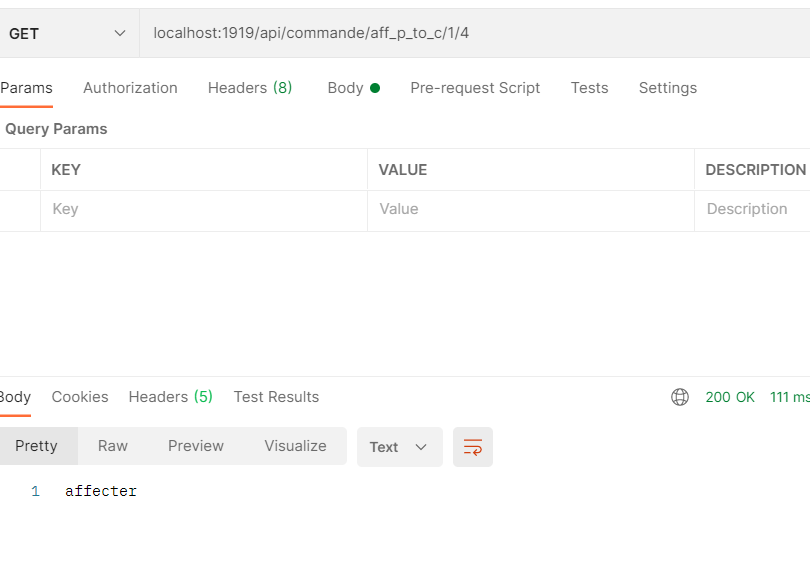 GET localhost:1919/api/commande/aff_p_to_c/1/4
Params Authorization Headers (8) Body Pre-request Script Tests Settings
Query Params
KEY VALUE DESCRIPTION
Key Value Description
Body Cookies Headers (5) Test Results 200 OK 111 ms
Pretty Raw Preview Visualize Text
1 affecter